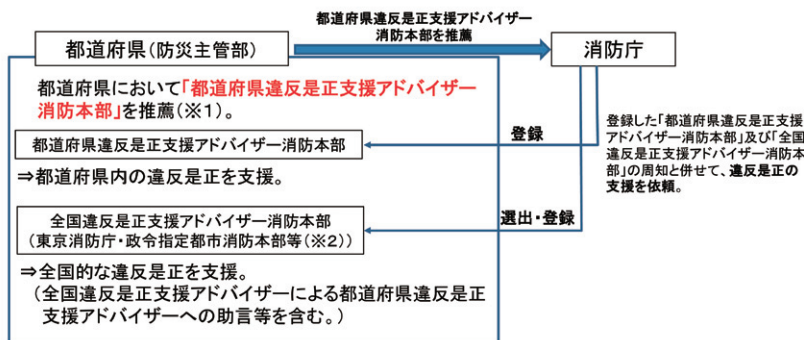 都道府県違反是正支援アドバイザー
消防本部を推薦
都道府県（防災主管部）
消防庁
都道府県において「都道府県違反是正支援アドバイザー
消防本部」を推薦（※1）。
登録
登録した「都道府県違反是正支援
アドバイザー消防本部」及び「全国
違反是正支援アドバイザー消防本
部」の周知と併せて、違反是正の
支援を依頼。
都道府県違反是正支援アドバイザー消防本部
⇒都道府県内の違反是正を支援。
全国違反是正支援アドバイザー消防本部
（東京消防庁・政令指定都市消防本部等（※2））
選出・登録
⇒全国的な違反是正を支援。
（全国違反是正支援アドバイザーによる都道府県違反是正
支援アドバイザーへの助言等を含む。）